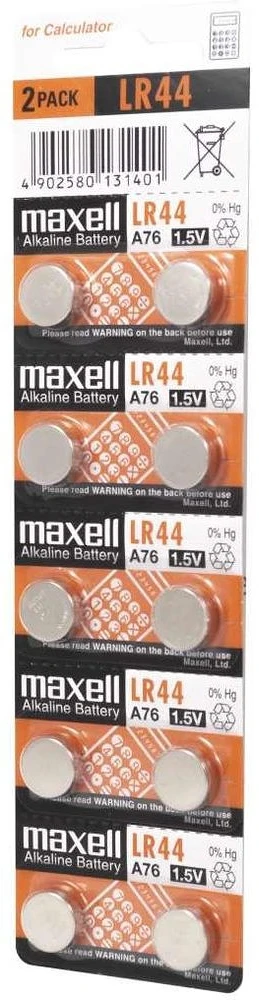 for Calculator
2 PACK LR44
4 902580 131401
maxell LR44 0% Hg
Alkaline Battery A76 1.5V
Please read WARNING on the back before use
Maxell, Ltd.
maxell LR44 0% Hg
Alkaline Battery A76 1.5V
Please read WARNING on the back before use
Maxell, Ltd.
maxell LR44 0% Hg
Alkaline Battery A76 1.5V
Please read WARNING on the back before use
Maxell, Ltd.
maxell LR44 0% Hg
Alkaline Battery A76 1.5V
Please read WARNING on the back before use
Maxell, Ltd.
maxell LR44 0% Hg
Alkaline Battery A76 1.5V